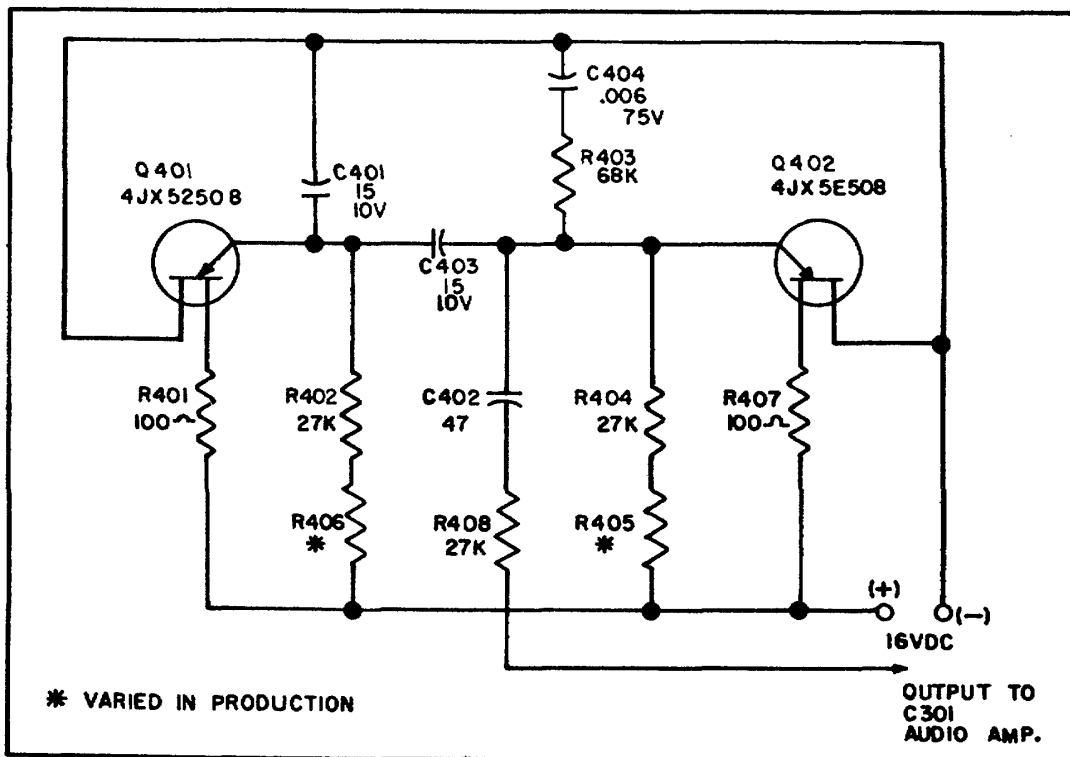 C404
.006
75V
Q401
4JX5250B
C401
15
10V
R403
68K
Q402
4JX5E508
C403
15
10V
R401
100
R402
27K
C402
47
R404
27K
R407
100
R406
*
R408
27K
R405
*
(+)
(-)
16VDC
* VARIED IN PRODUCTION
OUTPUT TO
C301
AUDIO AMP.